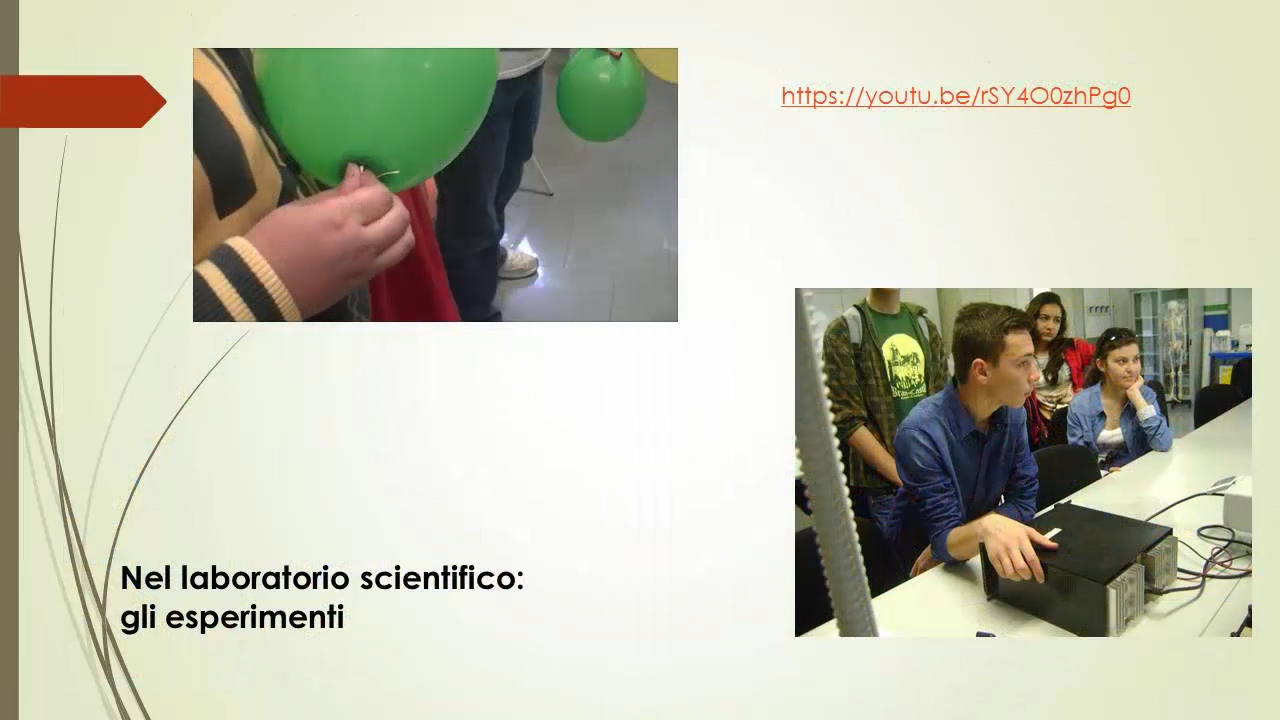 https://youtu.be/rSY4O0zhPg0
Nel laboratorio scientifico:
gli esperimenti